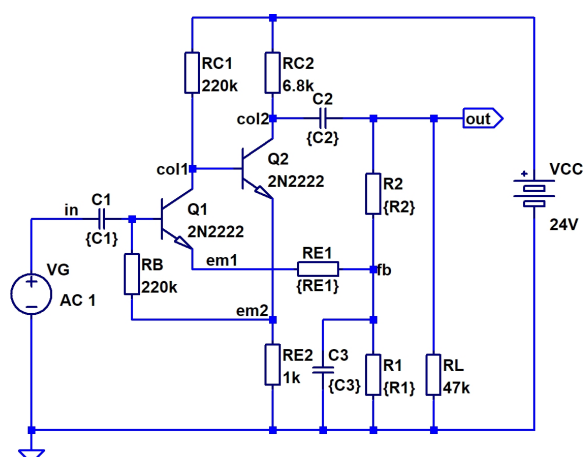 RC1
220k
RC2
6.8k
C2
{C2}
col2
out
col1
Q2
2N2222
R2
{R2}
VCC
24V
C1
{C1}
in
Q1
2N2222
VG
AC 1
RB
220k
em1
RE1
{RE1}
fb
em2
RE2
1k
C3
{C3}
R1
{R1}
RL
47k